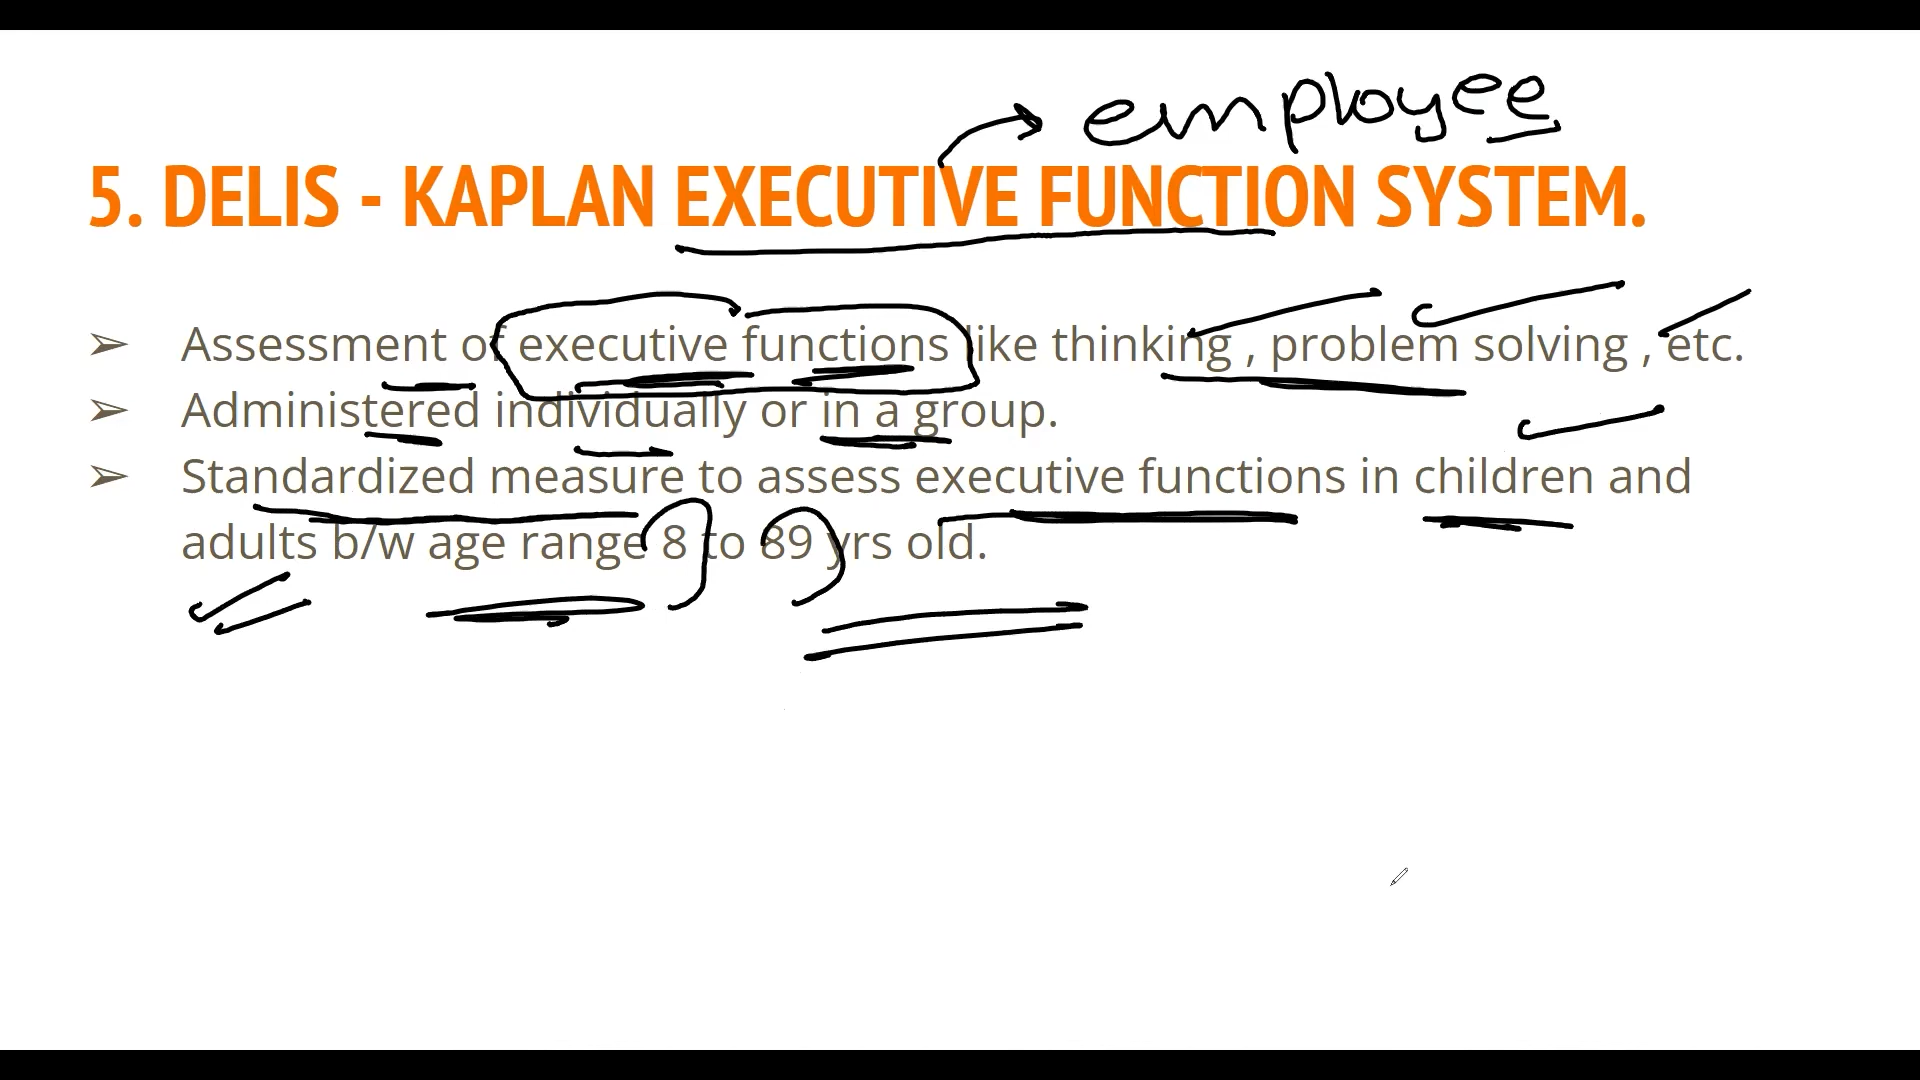 employee
5. DELIS - KAPLAN EXECUTIVE FUNCTION SYSTEM.
➢ Assessment of executive functions like thinking , problem solving , etc.
➢ Administered individually or in a group.
➢ Standardized measure to assess executive functions in children and
adults b/w age range 8 to 89 yrs old.